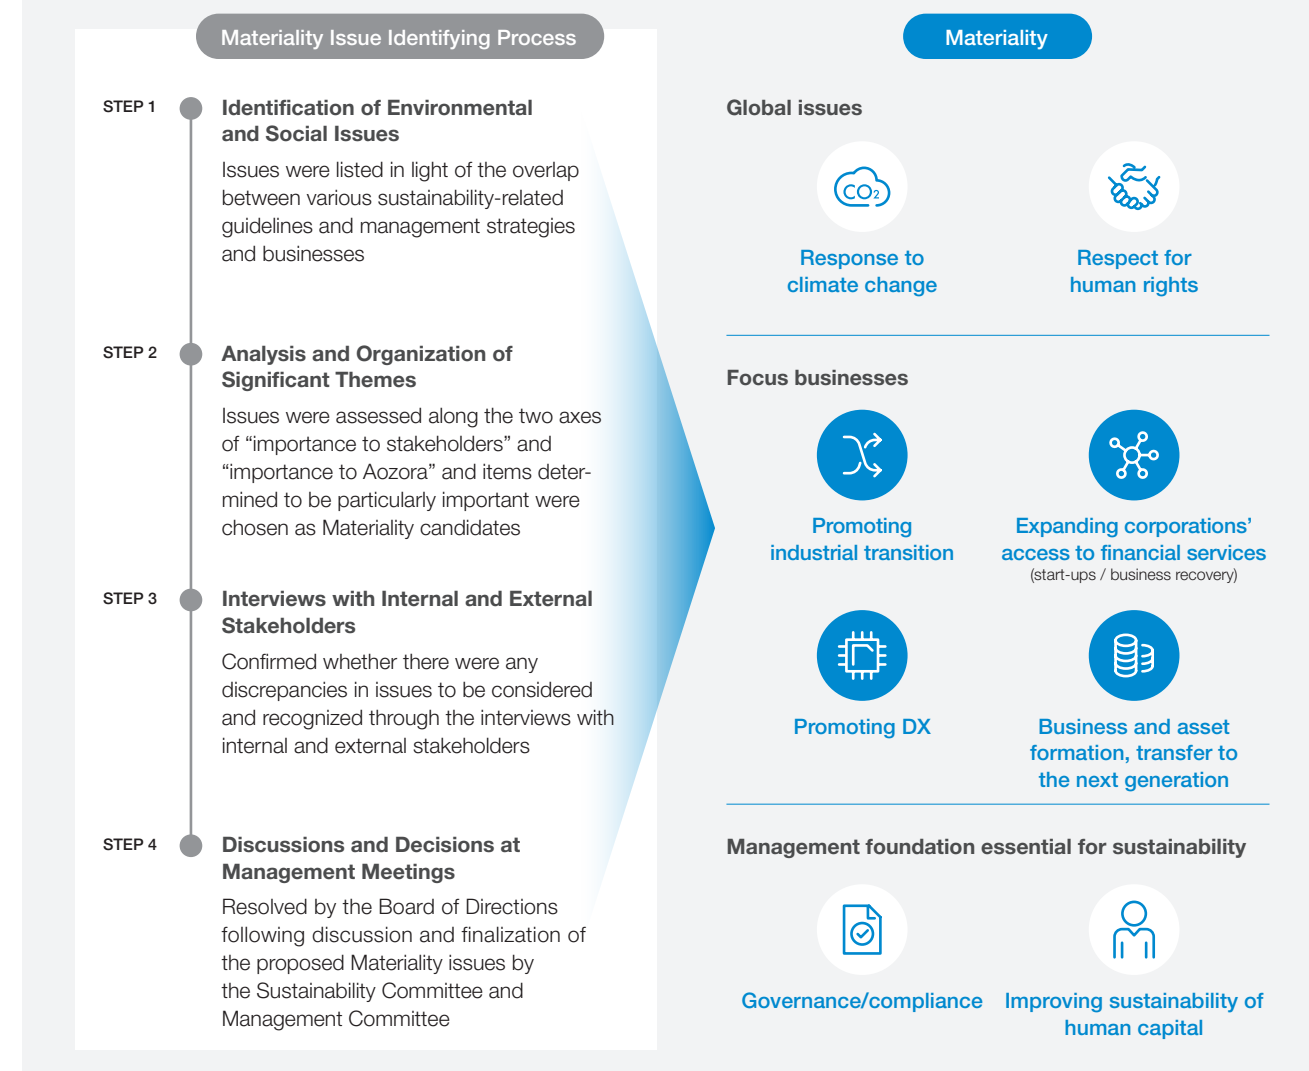 Materiality Issue Identifying Process
STEP 1
Identification of Environmental
and Social Issues
Issues were listed in light of the overlap
between various sustainability-related
guidelines and management strategies
and businesses
STEP 2
Analysis and Organization of
Significant Themes
Issues were assessed along the two axes
of “importance to stakeholders” and
“importance to Aozora” and items deter-
mined to be particularly important were
chosen as Materiality candidates
STEP 3
Interviews with Internal and External
Stakeholders
Confirmed whether there were any
discrepancies in issues to be considered
and recognized through the interviews with
internal and external stakeholders
STEP 4
Discussions and Decisions at
Management Meetings
Resolved by the Board of Directions
following discussion and finalization of
the proposed Materiality issues by
the Sustainability Committee and
Management Committee
Materiality
Global issues
CO2
Response to
climate change
Respect for
human rights
Focus businesses
Promoting
industrial transition
Expanding corporations’
access to financial services
(start-ups / business recovery)
Promoting DX
Business and asset
formation, transfer to
the next generation
Management foundation essential for sustainability
Governance/compliance
Improving sustainability of
human capital